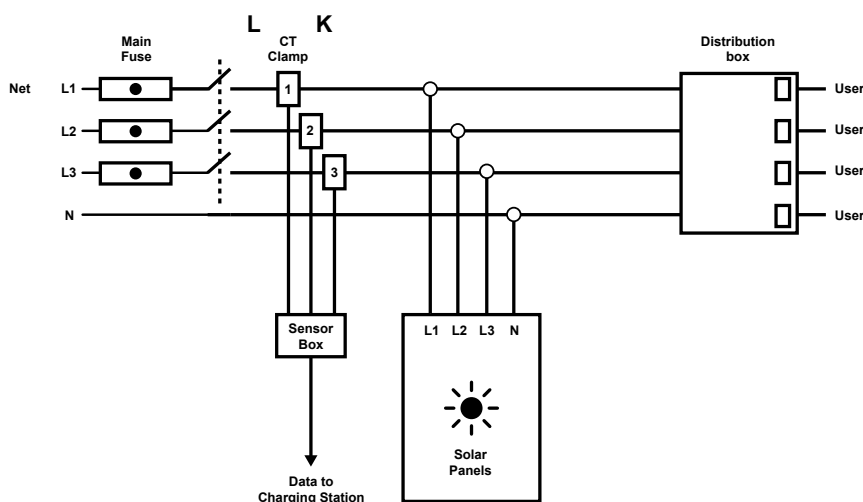 L K
Main
Fuse
CT
Clamp
Distribution
box
Net L1 1 User
L2 2 User
L3 3 User
N User
Sensor
Box
L1 L2 L3 N
Solar
Panels
Data to
Charging Station